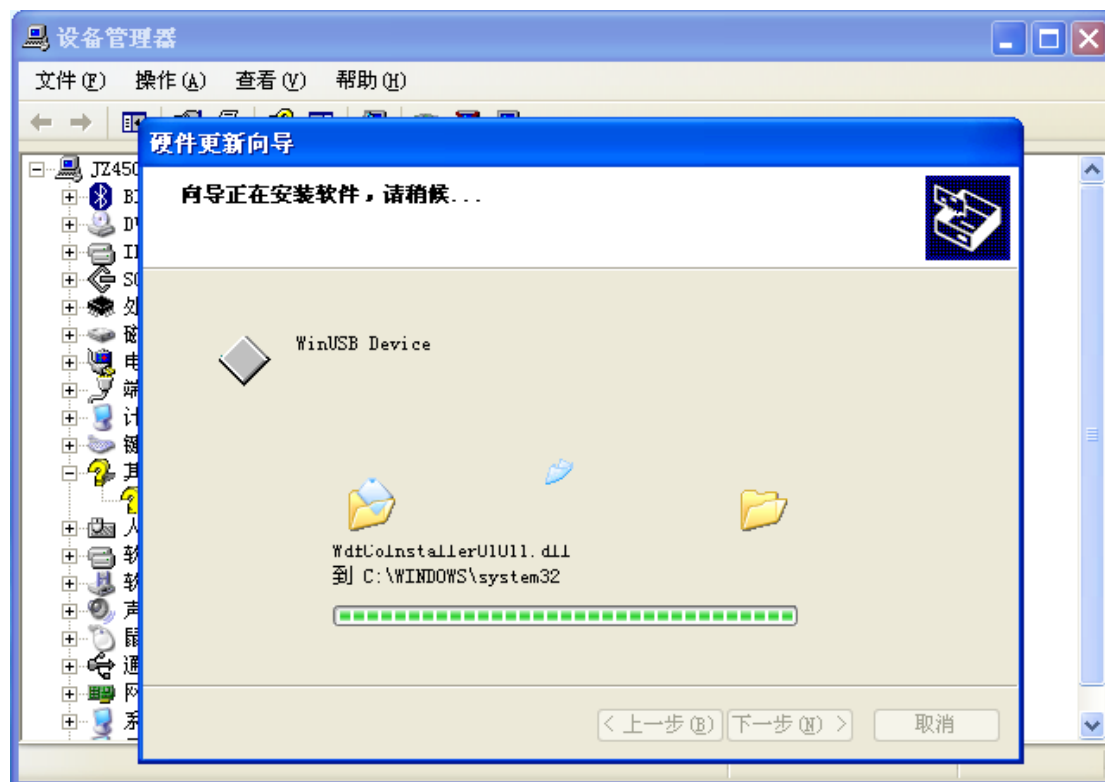 设备管理器
文件(F) 操作(A) 查看(V) 帮助(H)
硬件更新向导
向导正在安装软件，请稍候...
JZ450
WinUSB Device
WdfCoInstaller01011.dll
到 C:\WINDOWS\system32
< 上一步(B) 下一步(N) > 取消